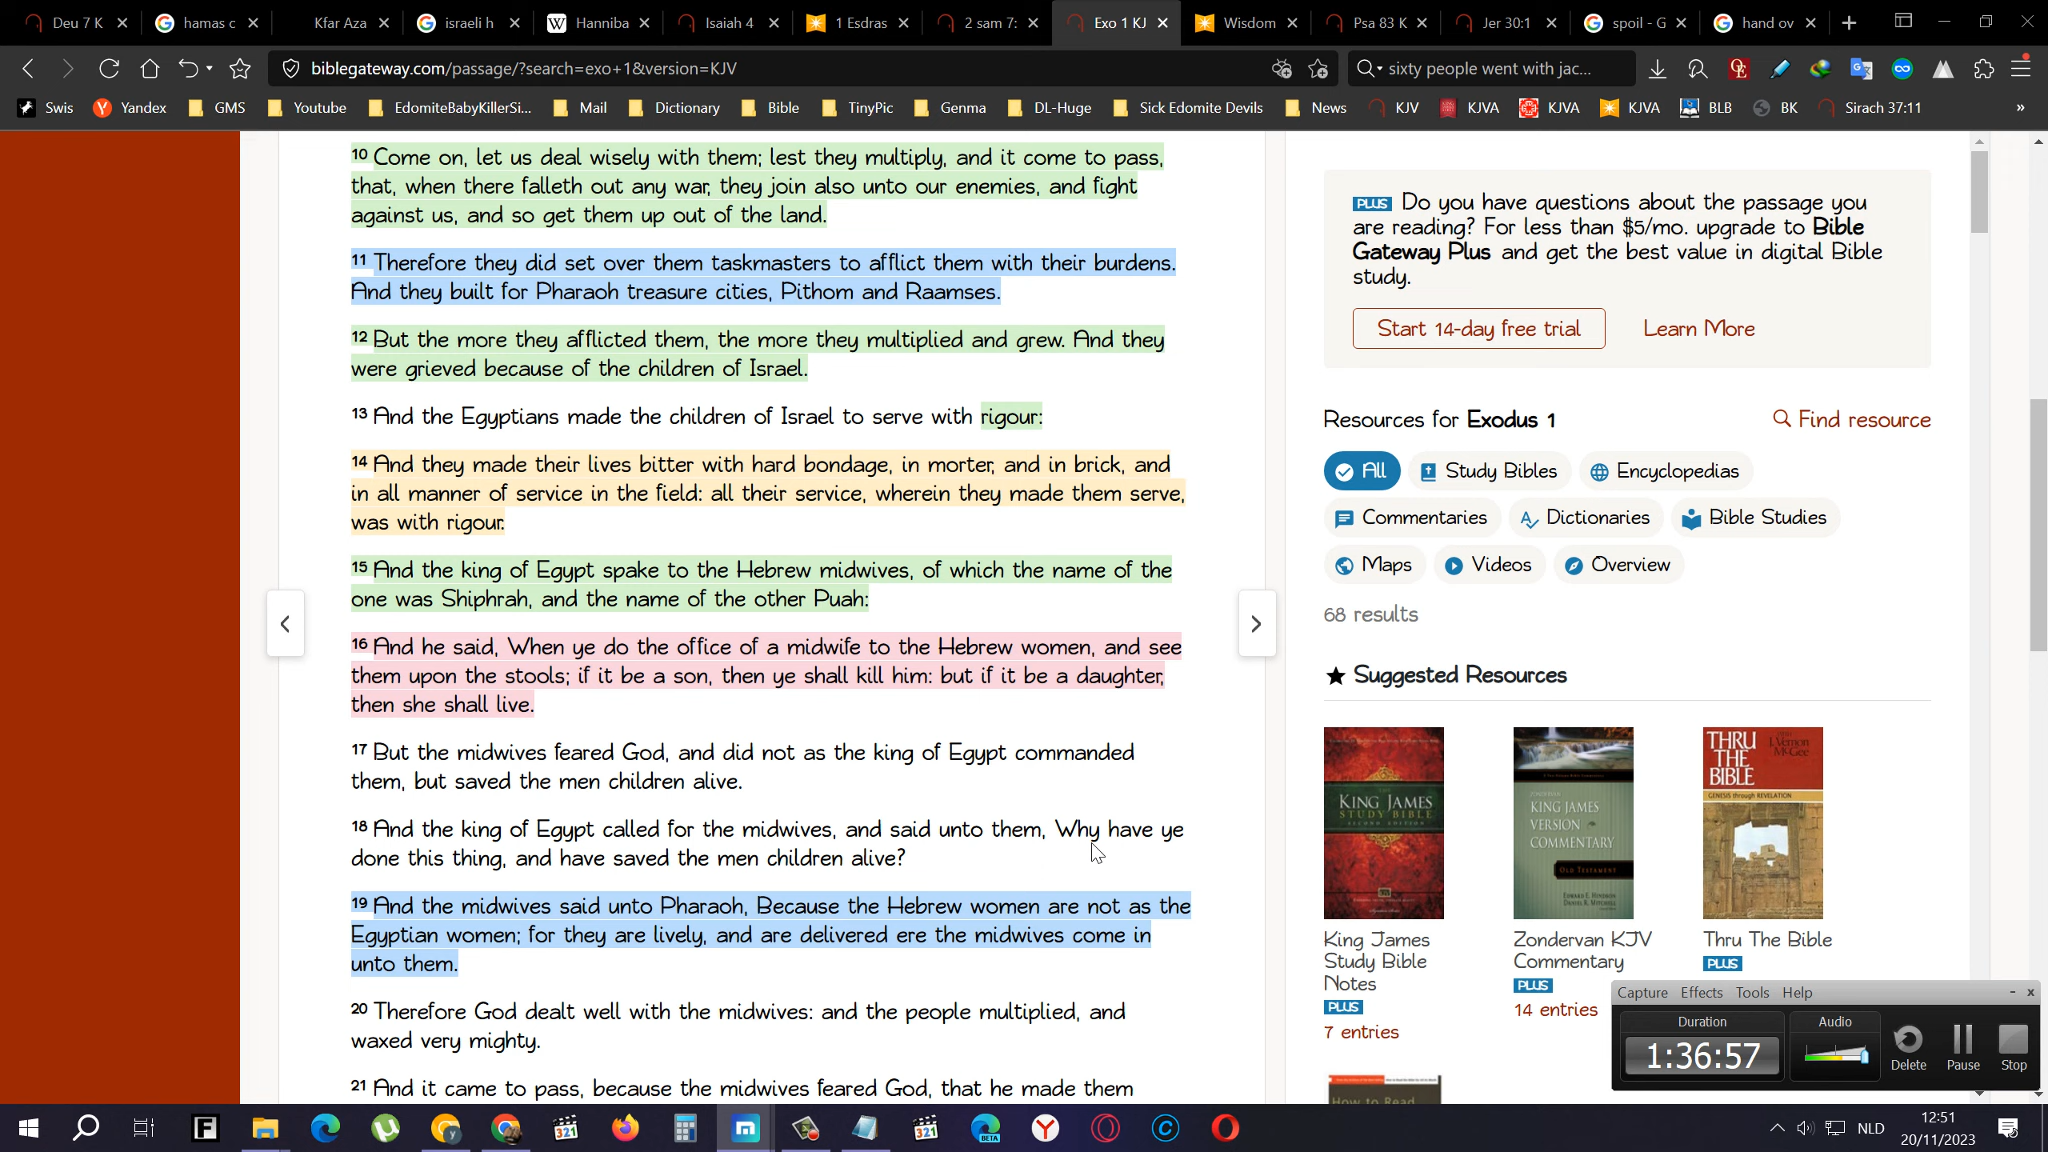 Deu 7 K
hamas c
Kfar Aza
israeli h
Hanniba
Isaiah 4
1 Esdras
2 sam 7:
Exo 1 KJ
Wisdom
Psa 83 K
Jer 30:1
spoil - G
hand ov
biblegateway.com/passage/?search=exo+1&version=KJV
sixty people went with jac...
Swis
Yandex
GMS
Youtube
EdomiteBabyKillerSi...
Mail
Dictionary
Bible
TinyPic
Genma
DL-Huge
Sick Edomite Devils
News
KJV
KJVA
KJVA
KJVA
BLB
BK
Sirach 37:11
10 Come on, let us deal wisely with them; lest they multiply, and it come to pass,
that, when there falleth out any war, they join also unto our enemies, and fight
against us, and so get them up out of the land.
11 Therefore they did set over them taskmasters to afflict them with their burdens.
And they built for Pharaoh treasure cities, Pithom and Raamses.
12 But the more they afflicted them, the more they multiplied and grew. And they
were grieved because of the children of Israel.
13 And the Egyptians made the children of Israel to serve with rigour:
14 And they made their lives bitter with hard bondage, in morter, and in brick, and
in all manner of service in the field: all their service, wherein they made them serve,
was with rigour.
15 And the king of Egypt spake to the Hebrew midwives, of which the name of the
one was Shiphrah, and the name of the other Puah:
16 And he said, When ye do the office of a midwife to the Hebrew women, and see
them upon the stools; if it be a son, then ye shall kill him: but if it be a daughter,
then she shall live.
17 But the midwives feared God, and did not as the king of Egypt commanded
them, but saved the men children alive.
18 And the king of Egypt called for the midwives, and said unto them, Why have ye
done this thing, and have saved the men children alive?
19 And the midwives said unto Pharaoh, Because the Hebrew women are not as the
Egyptian women; for they are lively, and are delivered ere the midwives come in
unto them.
20 Therefore God dealt well with the midwives: and the people multiplied, and
waxed very mighty.
21 And it came to pass, because the midwives feared God, that he made them
PLUS Do you have questions about the passage you
are reading? For less than $5/mo. upgrade to Bible
Gateway Plus and get the best value in digital Bible
study.
Start 14-day free trial
Learn More
Resources for Exodus 1
Find resource
All
Study Bibles
Encyclopedias
Commentaries
Dictionaries
Bible Studies
Maps
Videos
Overview
68 results
Suggested Resources
KING JAMES
STUDY BIBLE
SECOND EDITION
KING JAMES
VERSION
COMMENTARY
OLD TESTAMENT
THRU
THE
BIBLE
J. Vernon
McGee
GENESIS through REVELATION
King James
Study Bible
Notes
PLUS
7 entries
Zondervan KJV
Commentary
PLUS
14 entries
Thru The Bible
PLUS
How to Read
Capture
Effects
Tools
Help
Duration
1:36:57
Audio
Delete
Pause
Stop
NLD
12:51
20/11/2023